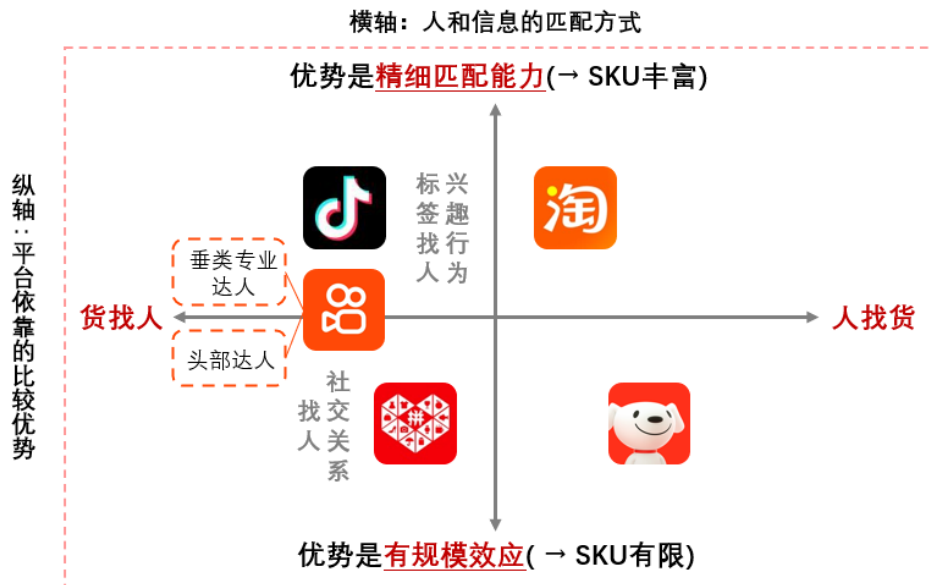 横轴：人和信息的匹配方式
优势是精细匹配能力(→ SKU丰富)
纵轴：平台依靠的比较优势
标签找人
兴趣行为
淘
垂类专业
达人
货找人
人找货
头部达人
找人
社交关系
拼
优势是有规模效应( → SKU有限)